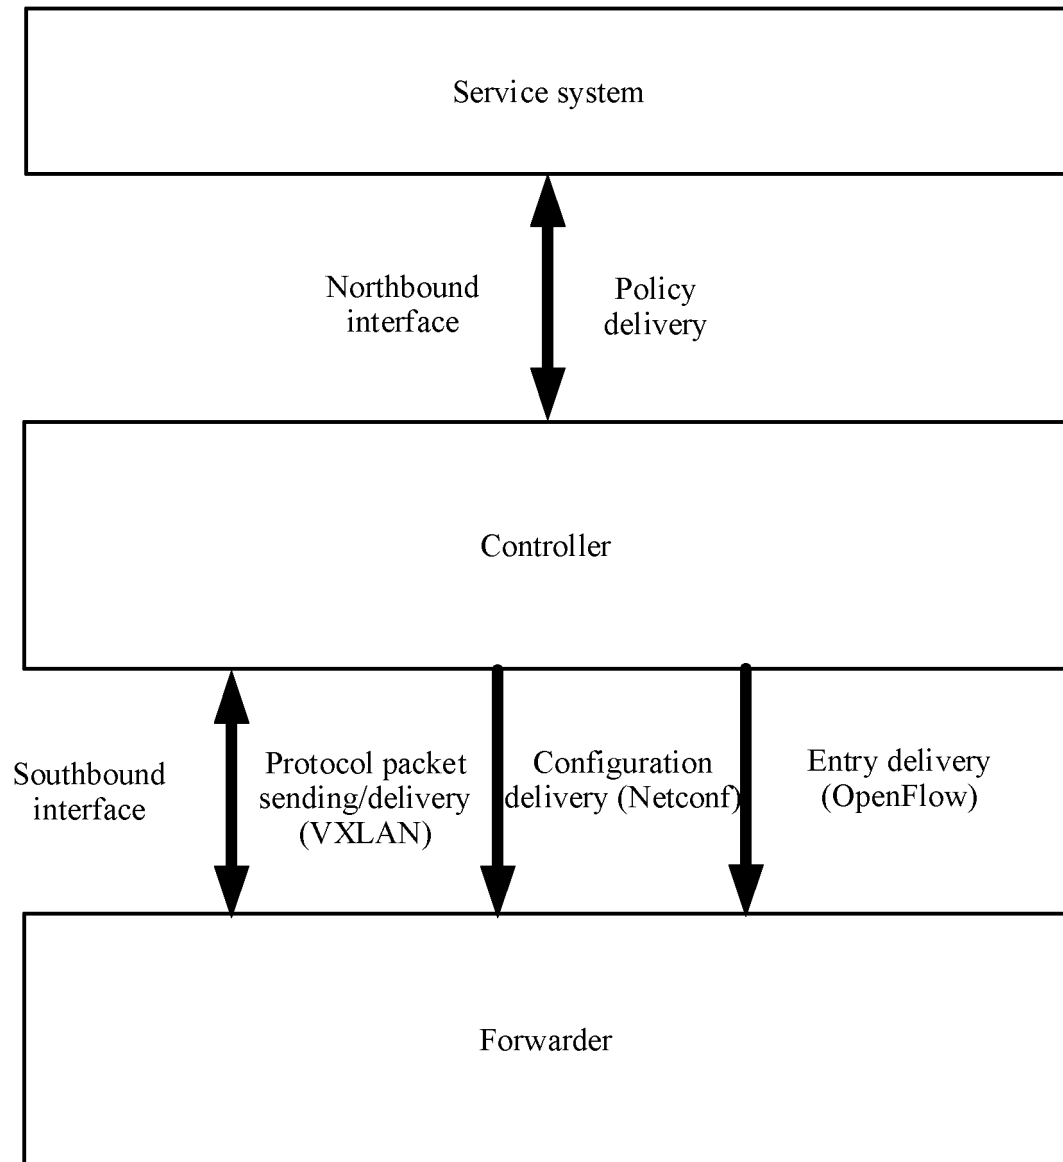 Service system
Northbound
interface
Policy
delivery
Controller
Southbound
interface
Protocol packet
sending/delivery
(VXLAN)
Configuration
delivery (Netconf)
Entry delivery
(OpenFlow)
Forwarder